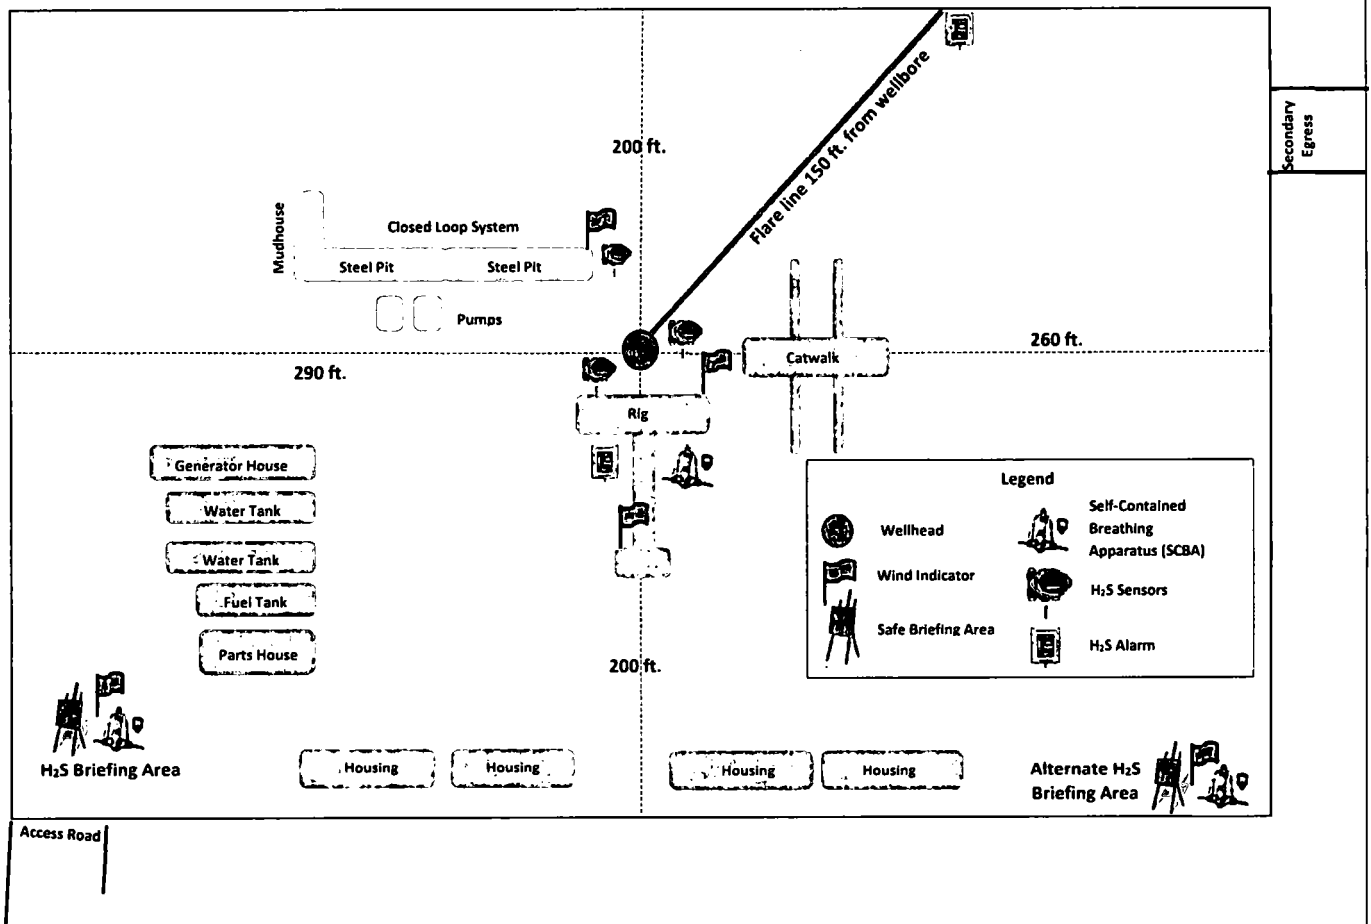 Secondary
Egress
200 ft.
Flare line 150 ft. from wellbore
Mudhouse
Closed Loop System
Steel Pit
Steel Pit
Pumps
260 ft.
Catwalk
290 ft.
Rig
Generator House
Water Tank
Water Tank
Fuel Tank
Parts House
Legend
Wellhead
Wind Indicator
Safe Briefing Area
Self-Contained
Breathing
Apparatus (SCBA)
H₂S Sensors
H₂S Alarm
200 ft.
H₂S Briefing Area
Housing
Housing
Housing
Housing
Alternate H₂S
Briefing Area
Access Road